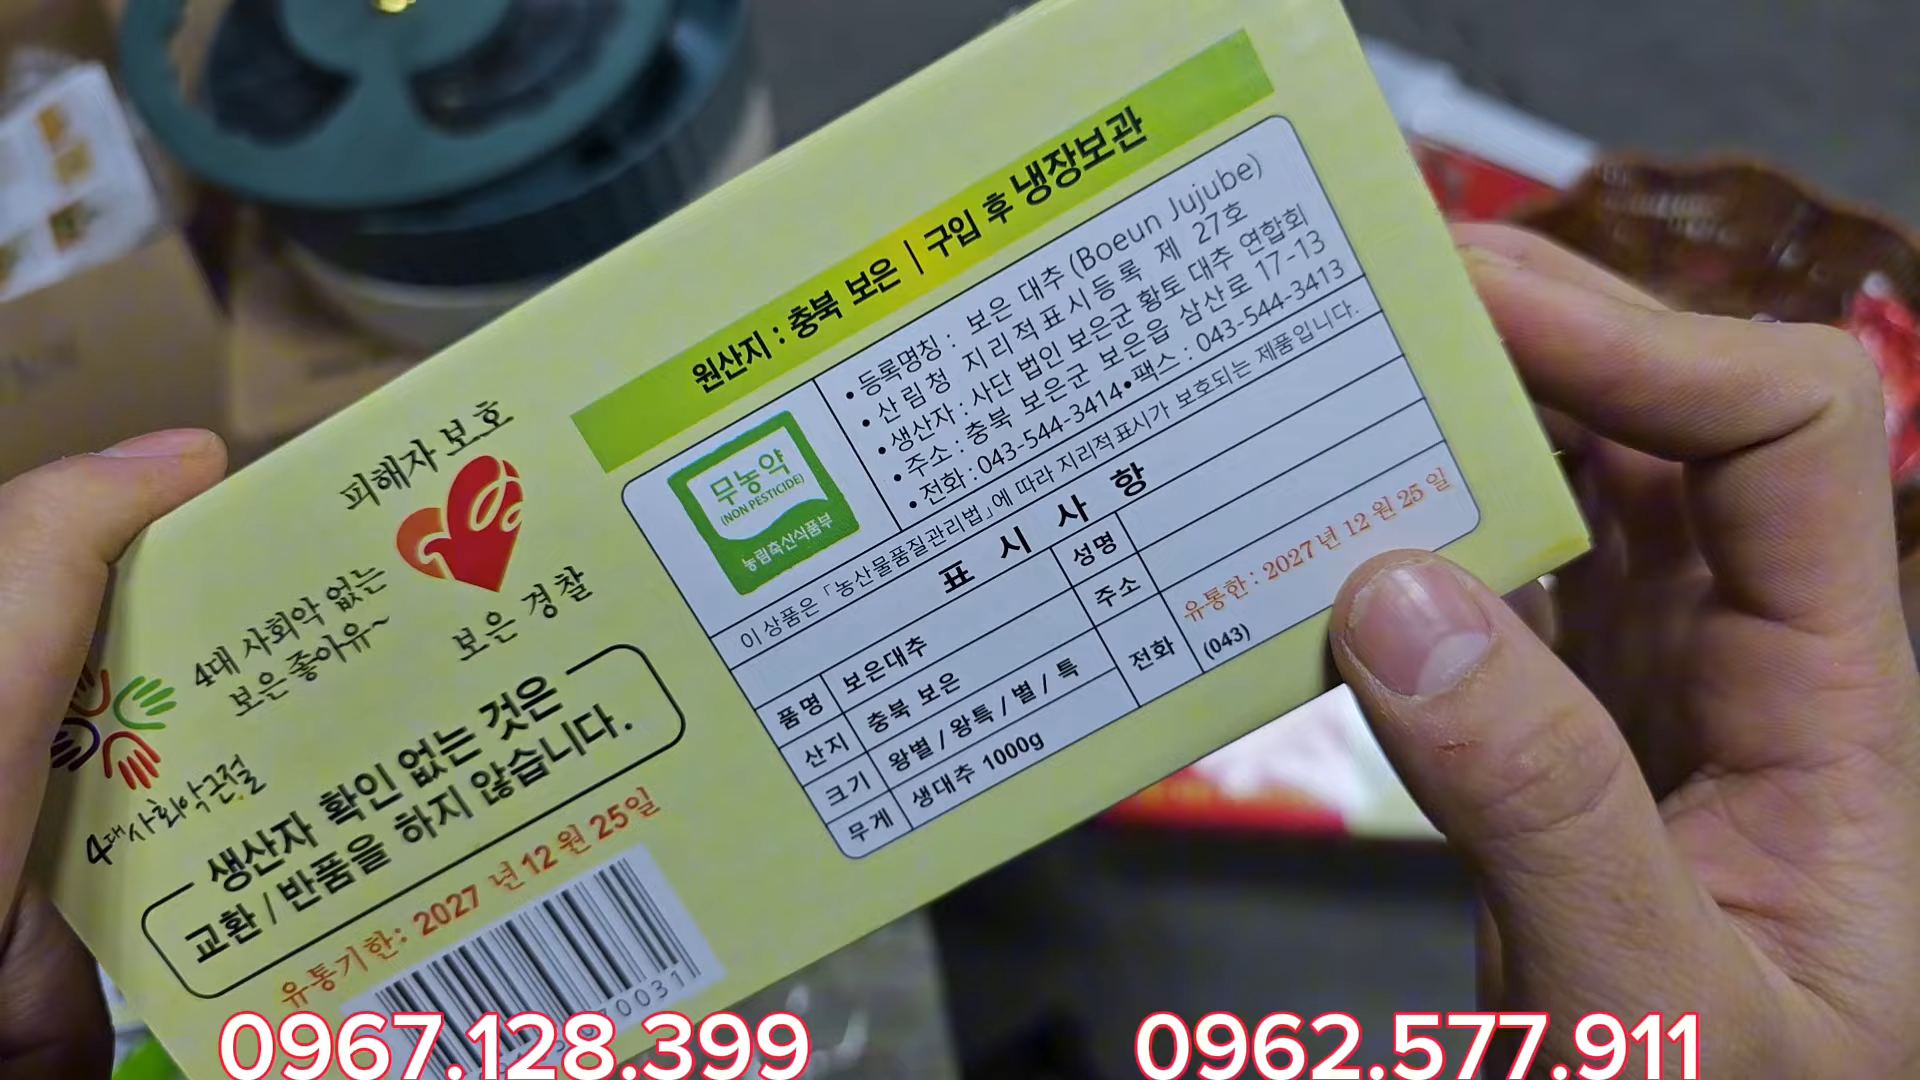 원산지 : 충북 보은 | 구입 후 냉장보관
무농약
(NON PESTICIDE)
농림축산식품부
• 등록명칭 : 보은 대추 (Boeun Jujube)
• 산림청 지리적표시등록 제 27호
• 생산자 : 사단 법인 보은군 황토 대추 연합회
• 주소 : 충북 보은군 보은읍 삼산로 17-13
• 전화 : 043-544-3414 • 팩스 : 043-544-3413
이 상품은 「농산물품질관리법」에 따라 지리적표시가 보호되는 제품입니다.
표 시 사 항
품명 보은대추
산지 충북 보은
크기 왕별 / 왕특 / 별 / 특
무게 생대추 1000g
성명
주소
유통한 : 2027 년 12 월 25 일
전화 (043)
피해자 보호
보은 경찰
4대 사회악 없는
보은 좋아유~
4대사회악근절
생산자 확인 없는 것은
교환 / 반품을 하지 않습니다.
유통기한: 2027 년 12 월 25일
70031
0967.128.399
0962.577.911